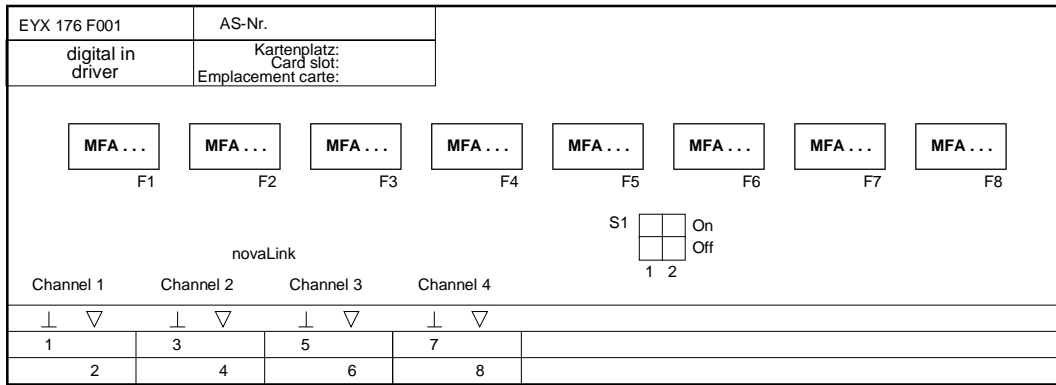 EYX 176 F001 AS-Nr.
digital in
driver
Kartenplatz:
Card slot:
Emplacement carte:
MFA . . . MFA . . . MFA . . . MFA . . . MFA . . . MFA . . . MFA . . . MFA . . .
F1 F2 F3 F4 F5 F6 F7 F8
S1 On
Off
1 2
novaLink
Channel 1 Channel 2 Channel 3 Channel 4
1 3 5 7
2 4 6 8